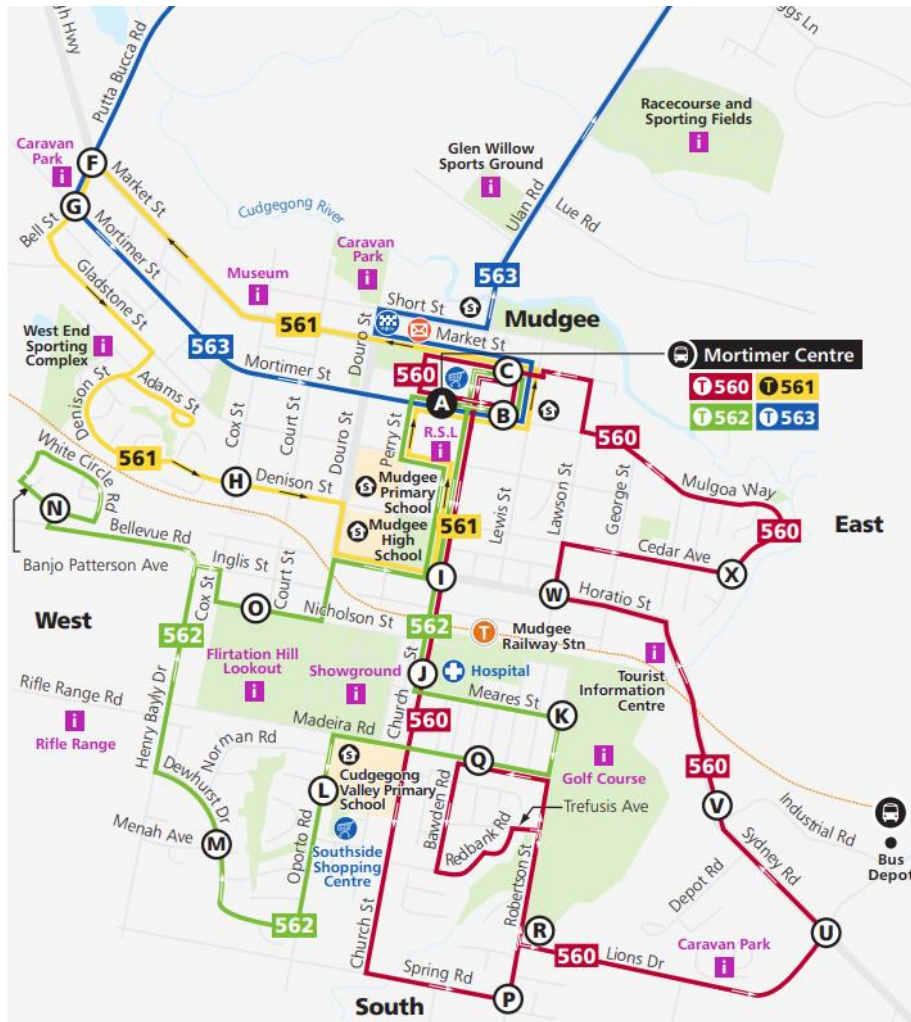 gh Hwy
Putta Bucca Rd
ggs Ln
Racecourse and
Sporting Fields
i
Glen Willow
Sports Ground
i
Caravan
Park
i
F
G
Market St
Bell St
Mortimer St
Cudgegong River
Ulan Rd
Lue Rd
Caravan
Park
i
Museum
i
563
Gladstone St
561
Short St
S
Mudgee
Market St
West End
Sporting
Complex
i
563
Mortimer St
Douro St
560
C
Mortimer Centre
T 560
T 561
T 562
T 563
A
B
S
R.S.L
i
Denison St
Adams St
Cox St
Court St
Douro St
Perry St
560
561
H
Denison St
S
Mudgee
Primary
School
S
Mudgee
High
School
561
Lewis St
Lawson St
George St
Mulgoa Way
560
East
White Circle
Rd
N
Bellevue Rd
Banjo Patterson Ave
Inglis St
Court St
Cox St
O
Nicholson St
I
Cedar Ave
X
W
Horatio St
West
562
562
T
Mudgee
Railway Stn
Flirtation Hill
Lookout
i
Showground
i
Church St
J
Hospital
Meares St
K
i
Tourist
Information
Centre
Rifle Range Rd
i
Rifle Range
Henry Bayly Dr
Norman Rd
Madeira Rd
560
560
Dewhurst Dr
Menah Ave
M
L
S
Cudgegong
Valley Primary
School
Q
i
Golf Course
Trefusis Ave
Bawden Rd
Redbank Rd
Robertson St
V
Industrial Rd
Sydney Rd
Bus
Depot
Oporto Rd
Southside
Shopping
Centre
562
Church St
Depot Rd
R
560
Lions Dr
Caravan Park
i
U
Spring Rd
P
South